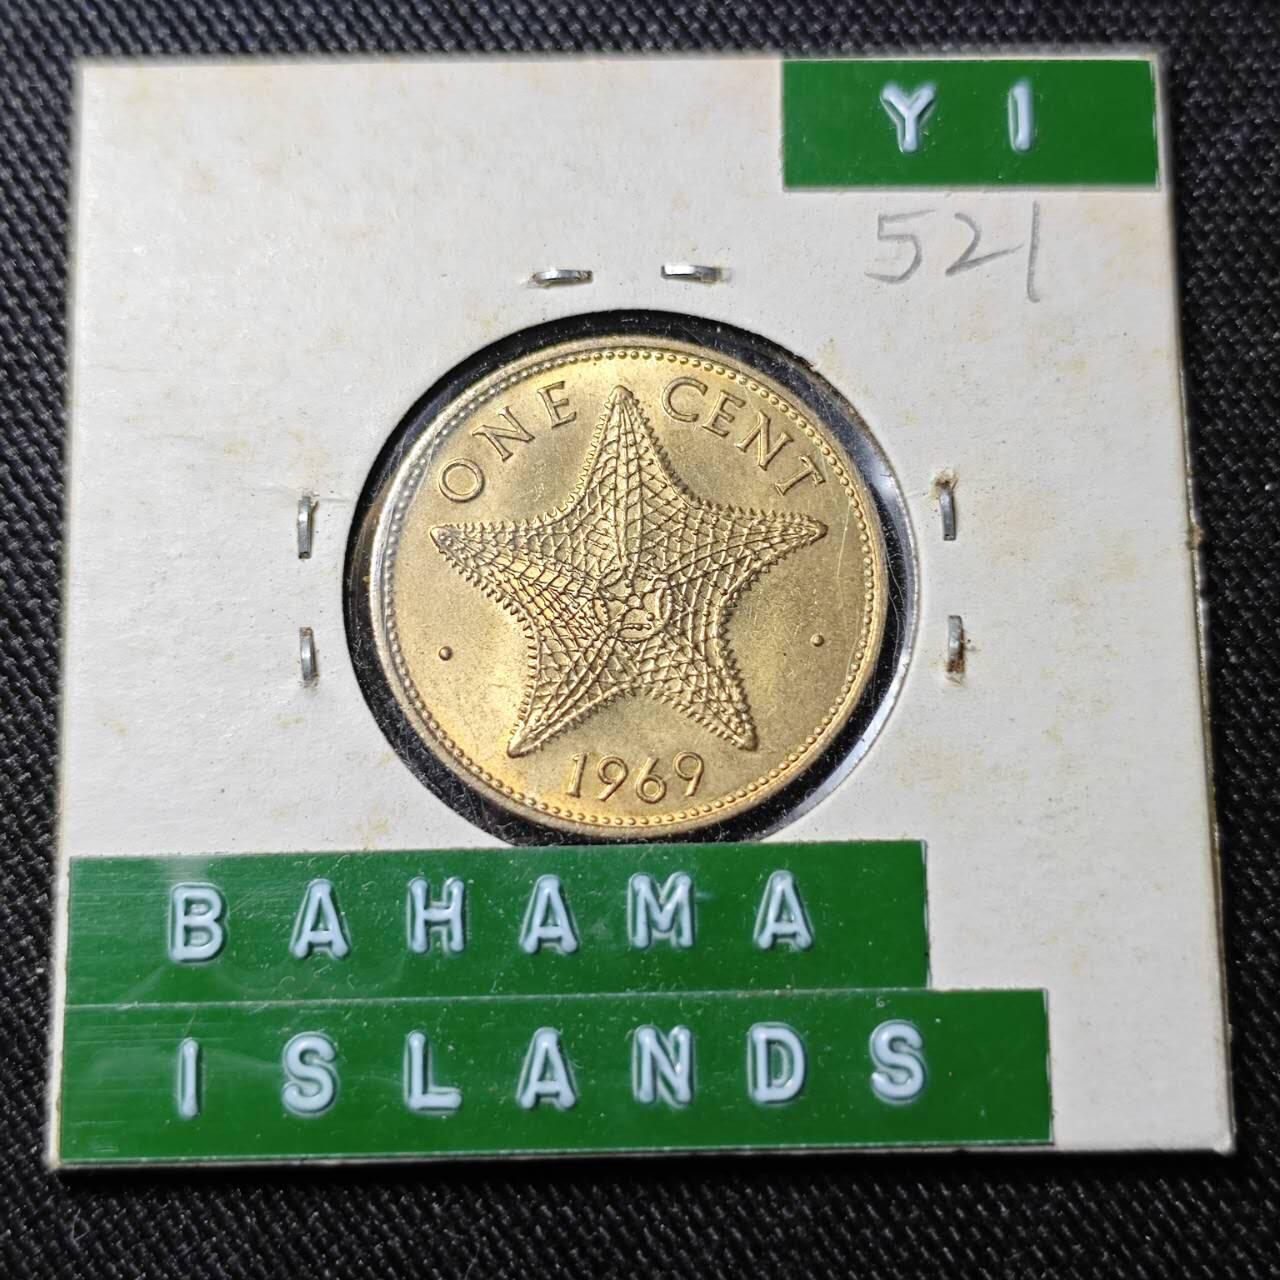 Y 1
521
ONE CENT
1969
BAHAMA
ISLANDS